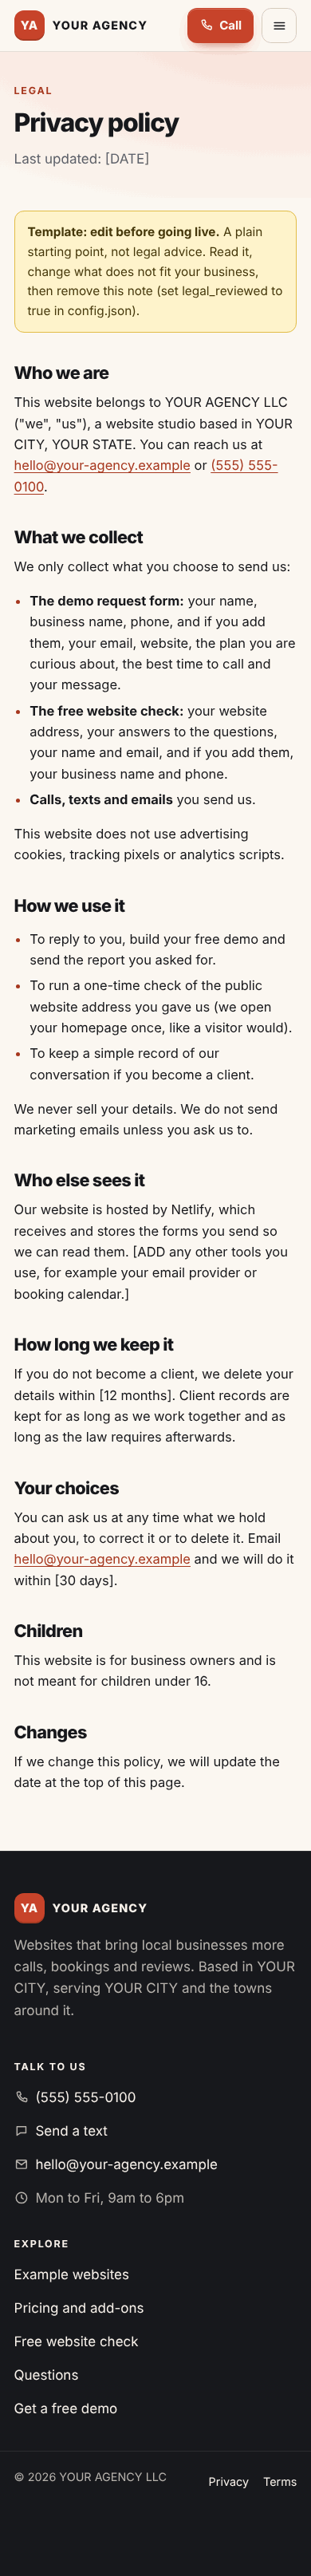 YA YOUR AGENCY Call
LEGAL
Privacy policy
Last updated: [DATE]
Template: edit before going live. A plain
starting point, not legal advice. Read it,
change what does not fit your business,
then remove this note (set legal_reviewed to
true in config.json).
Who we are
This website belongs to YOUR AGENCY LLC
("we", "us"), a website studio based in YOUR
CITY, YOUR STATE. You can reach us at
hello@your-agency.example or (555) 555-
0100.
What we collect
We only collect what you choose to send us:
• The demo request form: your name,
business name, phone, and if you add
them, your email, website, the plan you are
curious about, the best time to call and
your message.
• The free website check: your website
address, your answers to the questions,
your name and email, and if you add them,
your business name and phone.
• Calls, texts and emails you send us.
This website does not use advertising
cookies, tracking pixels or analytics scripts.
How we use it
• To reply to you, build your free demo and
send the report you asked for.
• To run a one-time check of the public
website address you gave us (we open
your homepage once, like a visitor would).
• To keep a simple record of our
conversation if you become a client.
We never sell your details. We do not send
marketing emails unless you ask us to.
Who else sees it
Our website is hosted by Netlify, which
receives and stores the forms you send so
we can read them. [ADD any other tools you
use, for example your email provider or
booking calendar.]
How long we keep it
If you do not become a client, we delete your
details within [12 months]. Client records are
kept for as long as we work together and as
long as the law requires afterwards.
Your choices
You can ask us at any time what we hold
about you, to correct it or to delete it. Email
hello@your-agency.example and we will do it
within [30 days].
Children
This website is for business owners and is
not meant for children under 16.
Changes
If we change this policy, we will update the
date at the top of this page.
YA YOUR AGENCY
Websites that bring local businesses more
calls, bookings and reviews. Based in YOUR
CITY, serving YOUR CITY and the towns
around it.
TALK TO US
(555) 555-0100
Send a text
hello@your-agency.example
Mon to Fri, 9am to 6pm
EXPLORE
Example websites
Pricing and add-ons
Free website check
Questions
Get a free demo
© 2026 YOUR AGENCY LLC Privacy Terms